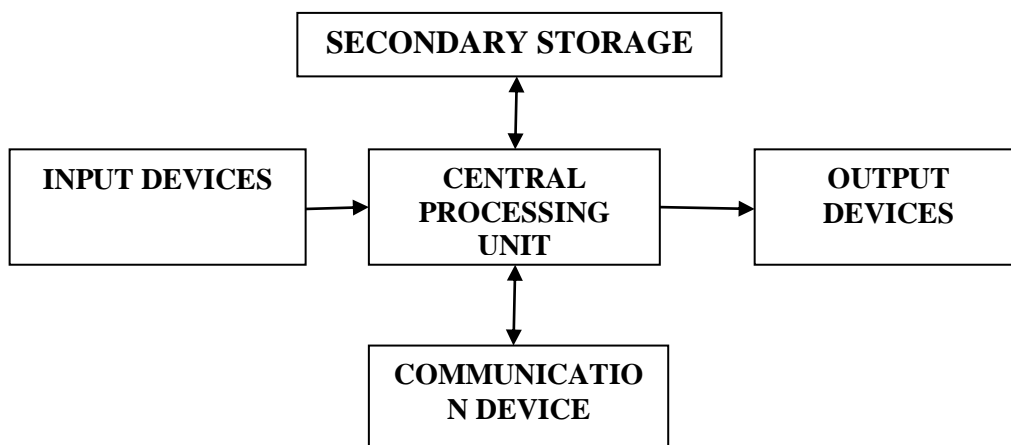 SECONDARY STORAGE
INPUT DEVICES
CENTRAL
PROCESSING
UNIT
OUTPUT
DEVICES
COMMUNICATIO
N DEVICE